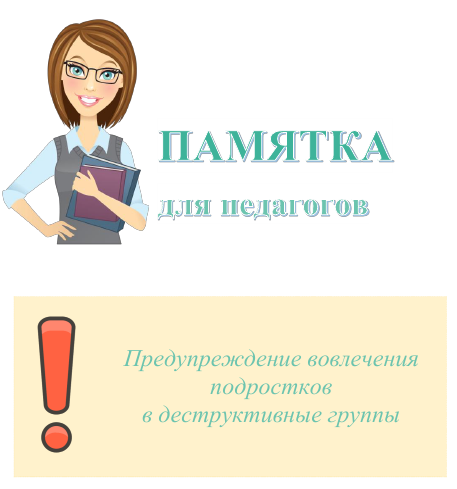 ПАМЯТКА
для педагогов
Предупреждение вовлечения
подростков
в деструктивные группы